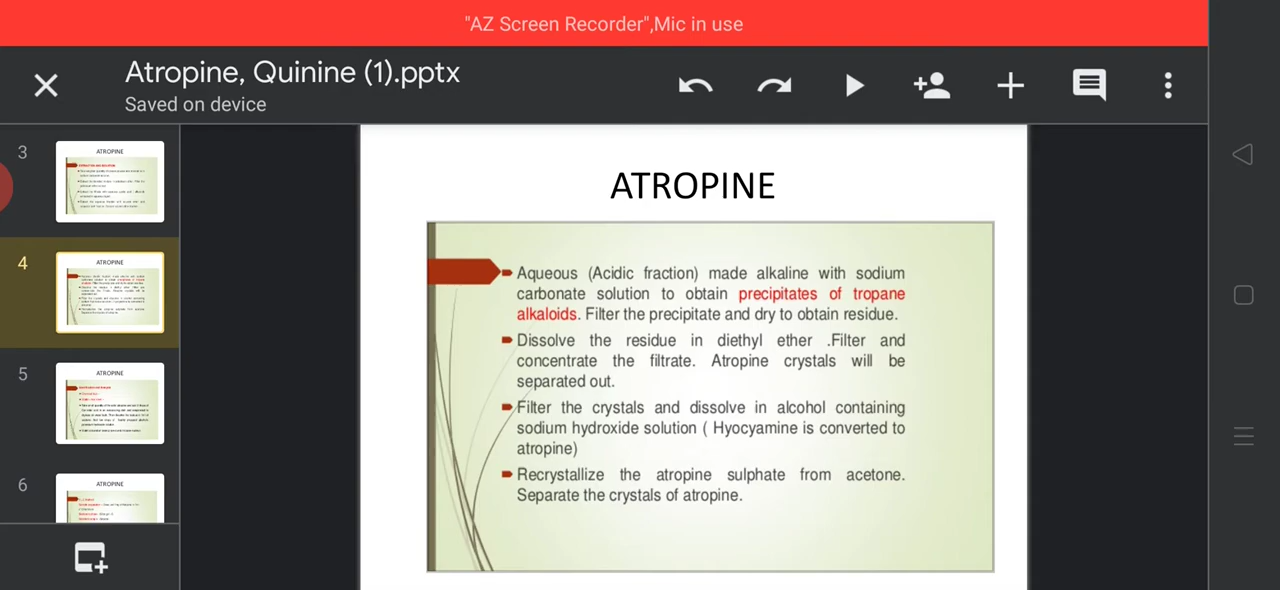 "AZ Screen Recorder",Mic in use
Atropine, Quinine (1).pptx
Saved on device
3
ATROPINE
4
ATROPINE
5
ATROPINE
6
ATROPINE
ATROPINE
Aqueous (Acidic fraction) made alkaline with sodium
carbonate solution to obtain precipitates of tropane
alkaloids. Filter the precipitate and dry to obtain residue.
Dissolve the residue in diethyl ether .Filter and
concentrate the filtrate. Atropine crystals will be
separated out.
Filter the crystals and dissolve in alcohol containing
sodium hydroxide solution ( Hyocyamine is converted to
atropine)
Recrystallize the atropine sulphate from acetone.
Separate the crystals of atropine.